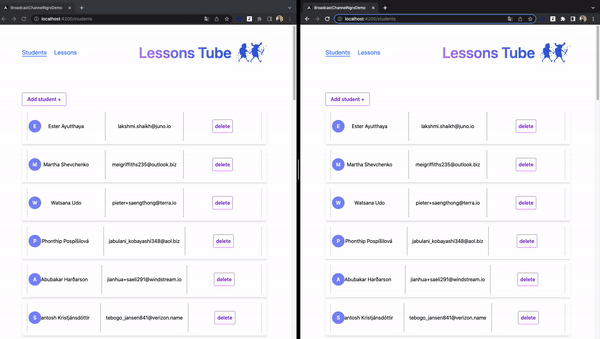 BroadcastChannelNgrxDemo
localhost:4200/students
Students
Lessons
Lessons Tube
Add student +
E
Ester Ayutthaya
lakshmi.shaikh@juno.io
delete
M
Martha Shevchenko
meigriffiths235@outlook.biz
delete
W
Watsana Udo
pieter+saengthong@terra.io
delete
P
Phonthip Pospíšilová
jabulani_kobayashi348@aol.biz
delete
A
Abubakar Harðarson
jianhua+saeli291@windstream.io
delete
S
antosh Kristjánsdóttir
tebogo_jansen841@verizon.name
delete
BroadcastChannelNgrxDemo
localhost:4200/students
Students
Lessons
Lessons Tube
Add student +
E
Ester Ayutthaya
lakshmi.shaikh@juno.io
delete
M
Martha Shevchenko
meigriffiths235@outlook.biz
delete
W
Watsana Udo
pieter+saengthong@terra.io
delete
P
Phonthip Pospíšilová
jabulani_kobayashi348@aol.biz
delete
A
Abubakar Harðarson
jianhua+saeli291@windstream.io
delete
S
antosh Kristjánsdóttir
tebogo_jansen841@verizon.name
delete